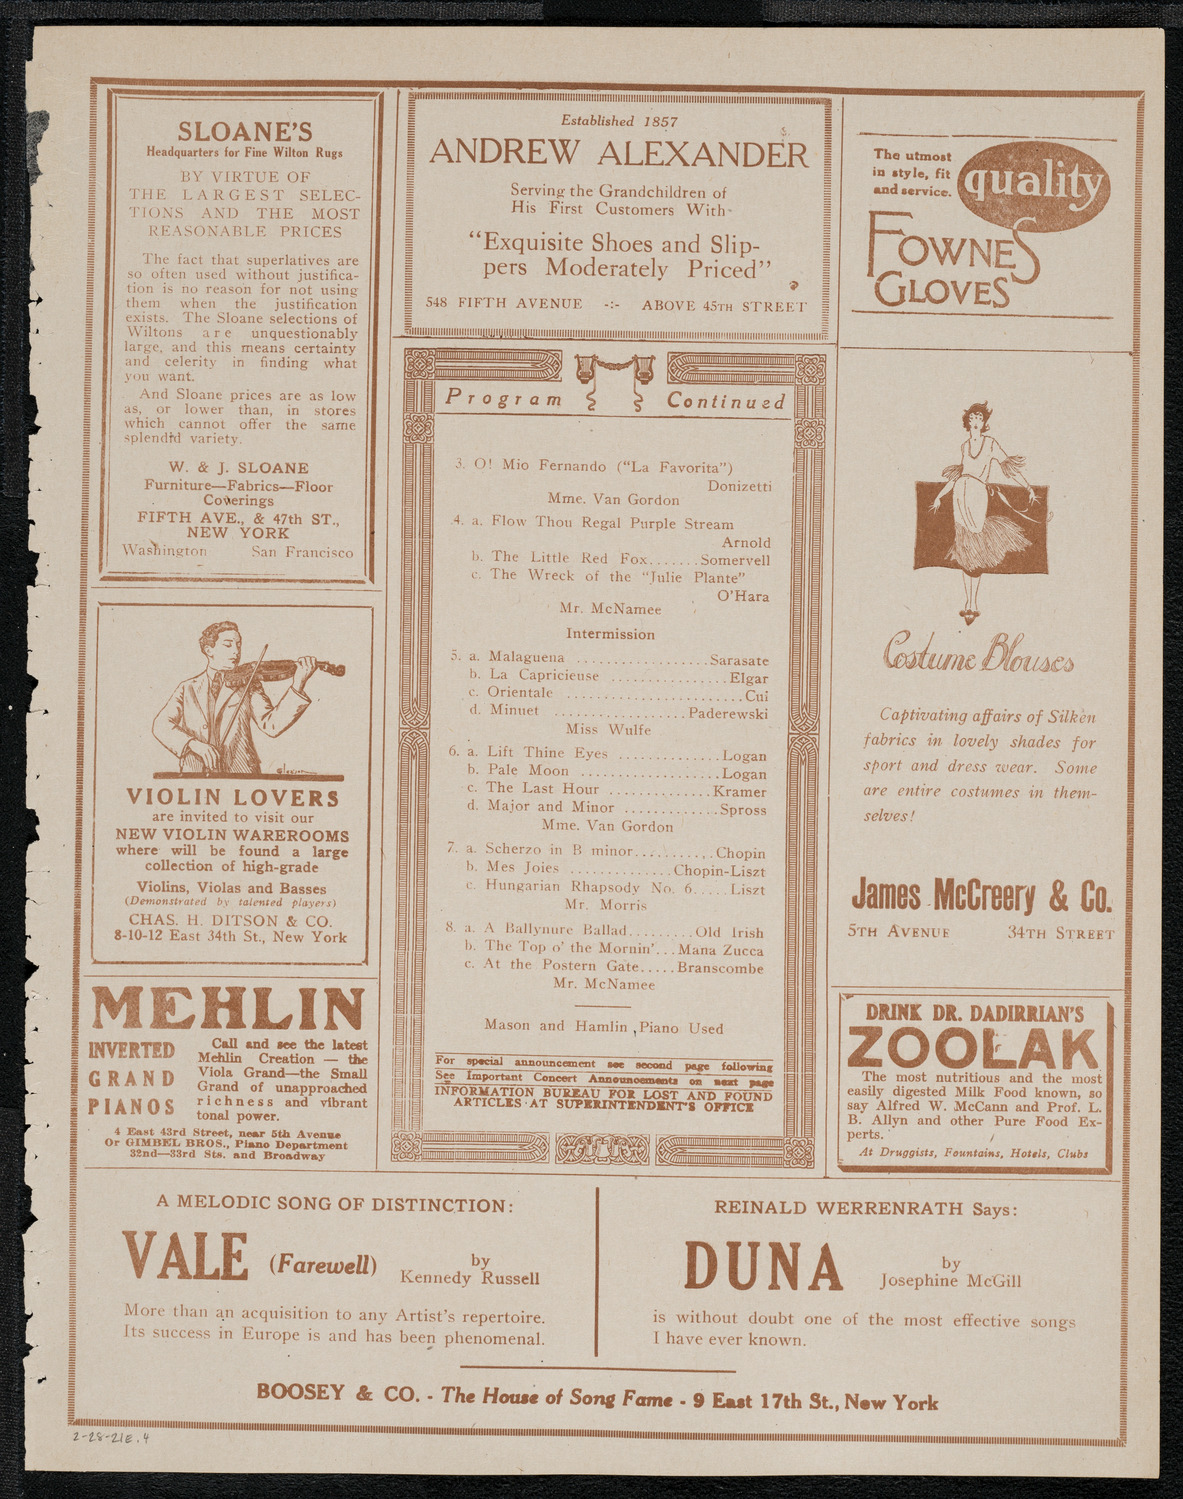 SLOANE'S
Headquarters for Fine Wilton Rugs
BY VIRTUE OF
THE LARGEST SELEC-
TIONS AND THE MOST
REASONABLE PRICES
The fact that superlatives are
so often used without justifica-
tion is no reason for not using
them when the justification
exists. The Sloane selections of
Wiltons are unquestionably
large, and this means certainty
and celerity in finding what
you want.
And Sloane prices are as low
as, or lower than, in stores
which cannot offer the same
splendid variety.
W. & J. SLOANE
Furniture—Fabrics—Floor
Coverings
FIFTH AVE., & 47th ST.,
NEW YORK
Washington San Francisco
VIOLIN LOVERS
are invited to visit our
NEW VIOLIN WAREROOMS
where will be found a large
collection of high-grade
Violins, Violas and Basses
(Demonstrated by talented players)
CHAS. H. DITSON & CO.
8-10-12 East 34th St., New York
MEHLIN
INVERTED
GRAND
PIANOS
Call and see the latest
Mehlin Creation — the
Viola Grand—the Small
Grand of unapproached
richness and vibrant
tonal power.
4 East 43rd Street, near 5th Avenue
Or GIMBEL BROS., Piano Department
32nd—33rd Sts. and Broadway
Established 1857
ANDREW ALEXANDER
Serving the Grandchildren of
His First Customers With
"Exquisite Shoes and Slip-
pers Moderately Priced"
548 FIFTH AVENUE -:- ABOVE 45TH STREET
Program Continued
3. O! Mio Fernando ("La Favorita")
Donizetti
Mme. Van Gordon
4. a. Flow Thou Regal Purple Stream
Arnold
b. The Little Red Fox.......Somervell
c. The Wreck of the "Julie Plante"
O'Hara
Mr. McNamee
Intermission
5. a. Malaguena ..................Sarasate
b. La Capricieuse ................Elgar
c. Orientale ........................Cui
d. Minuet ..................Paderewski
Miss Wulfe
6. a. Lift Thine Eyes ..............Logan
b. Pale Moon ...................Logan
c. The Last Hour ..............Kramer
d. Major and Minor .............Spross
Mme. Van Gordon
7. a. Scherzo in B minor...........Chopin
b. Mes Joies ..............Chopin-Liszt
c. Hungarian Rhapsody No. 6.....Liszt
Mr. Morris
8. a. A Ballynure Ballad.........Old Irish
b. The Top o' the Mornin'...Mana Zucca
c. At the Postern Gate.....Branscombe
Mr. McNamee
Mason and Hamlin Piano Used
For special announcement see second page following
See Important Concert Announcements on next page
INFORMATION BUREAU FOR LOST AND FOUND
ARTICLES AT SUPERINTENDENT'S OFFICE
The utmost
in style, fit
and service.
quality
FOWNES
GLOVES
Costume Blouses
Captivating affairs of Silken
fabrics in lovely shades for
sport and dress wear. Some
are entire costumes in them-
selves!
James McCreery & Co.
5TH AVENUE 34TH STREET
DRINK DR. DADIRRIAN'S
ZOOLAK
The most nutritious and the most
easily digested Milk Food known, so
say Alfred W. McCann and Prof. L.
B. Allyn and other Pure Food Ex-
perts.
At Druggists, Fountains, Hotels, Clubs
A MELODIC SONG OF DISTINCTION:
VALE (Farewell) by
Kennedy Russell
More than an acquisition to any Artist's repertoire.
Its success in Europe is and has been phenomenal.
REINALD WERRENRATH Says:
DUNA by
Josephine McGill
is without doubt one of the most effective songs
I have ever known.
BOOSEY & CO. - The House of Song Fame - 9 East 17th St., New York
2-28-21E.4